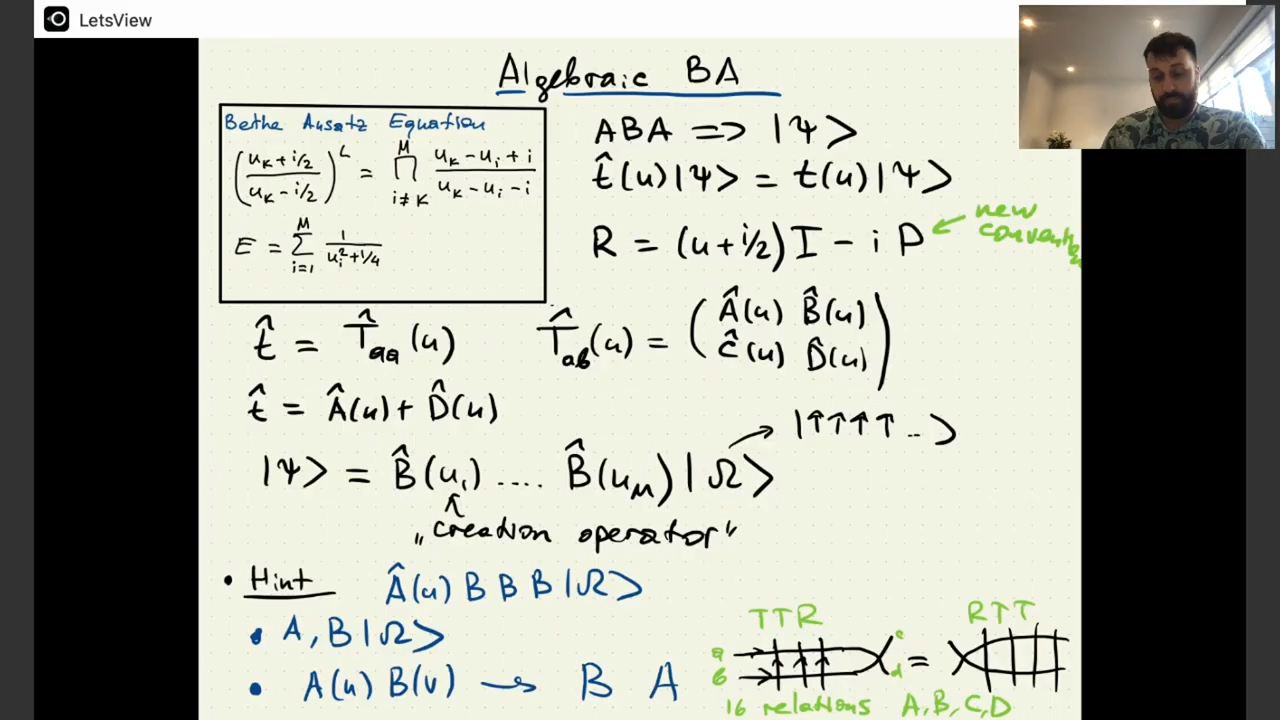 LetsView
Algebraic BA
Bethe Ansatz Equation
((u_K + i/2)/(u_K - i/2))^L = ∏_{i≠K}^{M} (u_K - u_i + i)/(u_K - u_i - i)
E = Σ_{i=1}^{M} 1/(u_i^2 + 1/4)
ABA => |Ψ>
t̂(u)|Ψ> = t(u)|Ψ>
R = (u + i/2) I - i P
new
t̂ = T̂_aa(u)
T̂_ab(u) = ( Â(u) B̂(u)
Ĉ(u) D̂(u) )
t̂ = Â(u) + D̂(u)
|↑↑↑↑ .. >
|Ψ> = B̂(u_1) .... B̂(u_M) |Ω>
"creation operator"
• Hint Â(u) B B B |Ω>
• A, B |Ω>
• A(u) B(v) → B A
TTR RTT
a c
b d
=
16 relations A, B, C, D